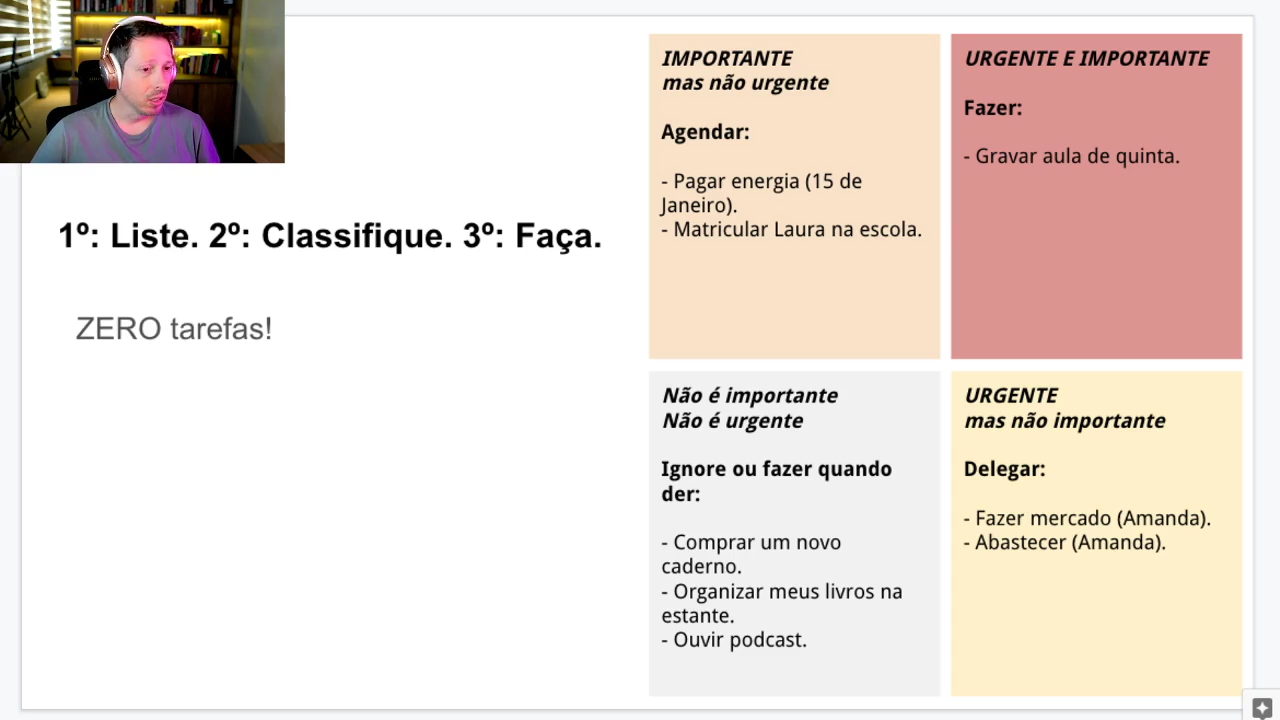 1º: Liste. 2º: Classifique. 3º: Faça.
ZERO tarefas!
IMPORTANTE
mas não urgente
Agendar:
- Pagar energia (15 de
Janeiro).
- Matricular Laura na escola.
URGENTE E IMPORTANTE
Fazer:
- Gravar aula de quinta.
Não é importante
Não é urgente
Ignore ou fazer quando
der:
- Comprar um novo
caderno.
- Organizar meus livros na
estante.
- Ouvir podcast.
URGENTE
mas não importante
Delegar:
- Fazer mercado (Amanda).
- Abastecer (Amanda).